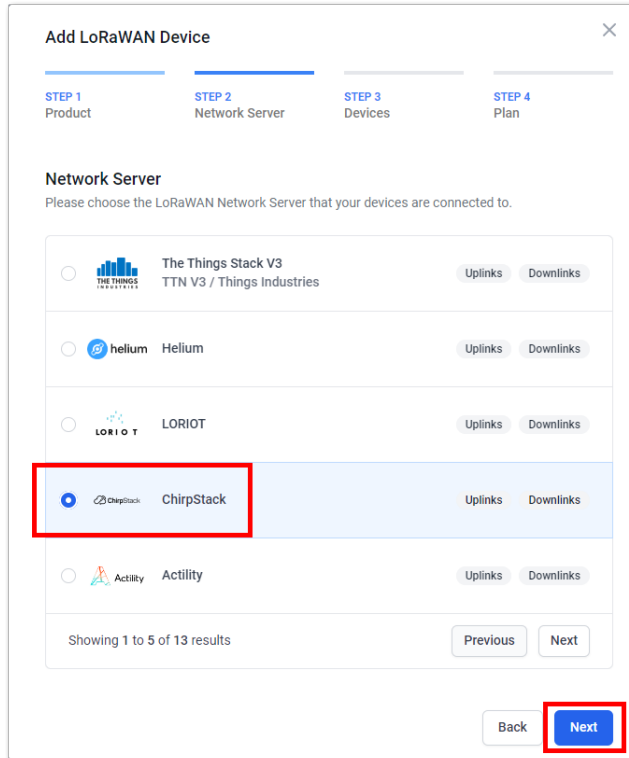 Add LoRaWAN Device
STEP 1
Product
STEP 2
Network Server
STEP 3
Devices
STEP 4
Plan
Network Server
Please choose the LoRaWAN Network Server that your devices are connected to.
THE THINGS
INDUSTRIES
The Things Stack V3
TTN V3 / Things Industries
Uplinks Downlinks
helium Helium Uplinks Downlinks
LORIOT LORIOT Uplinks Downlinks
ChirpStack ChirpStack Uplinks Downlinks
Actility Actility Uplinks Downlinks
Showing 1 to 5 of 13 results Previous Next
Back Next